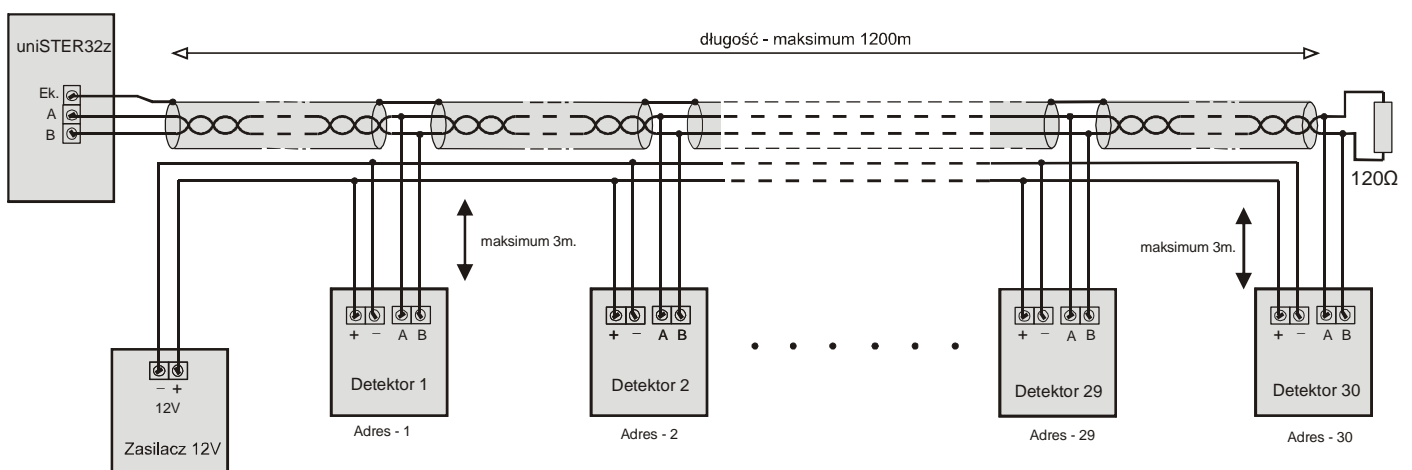 uniSTER32z
długość - maksimum 1200m
Ek.
A
B
120Ω
maksimum 3m.
maksimum 3m.
+ – A B
+ – A B
+ – A B
+ – A B
Detektor 1
Detektor 2
Detektor 29
Detektor 30
– +
12V
Zasilacz 12V
Adres - 1
Adres - 2
Adres - 29
Adres - 30